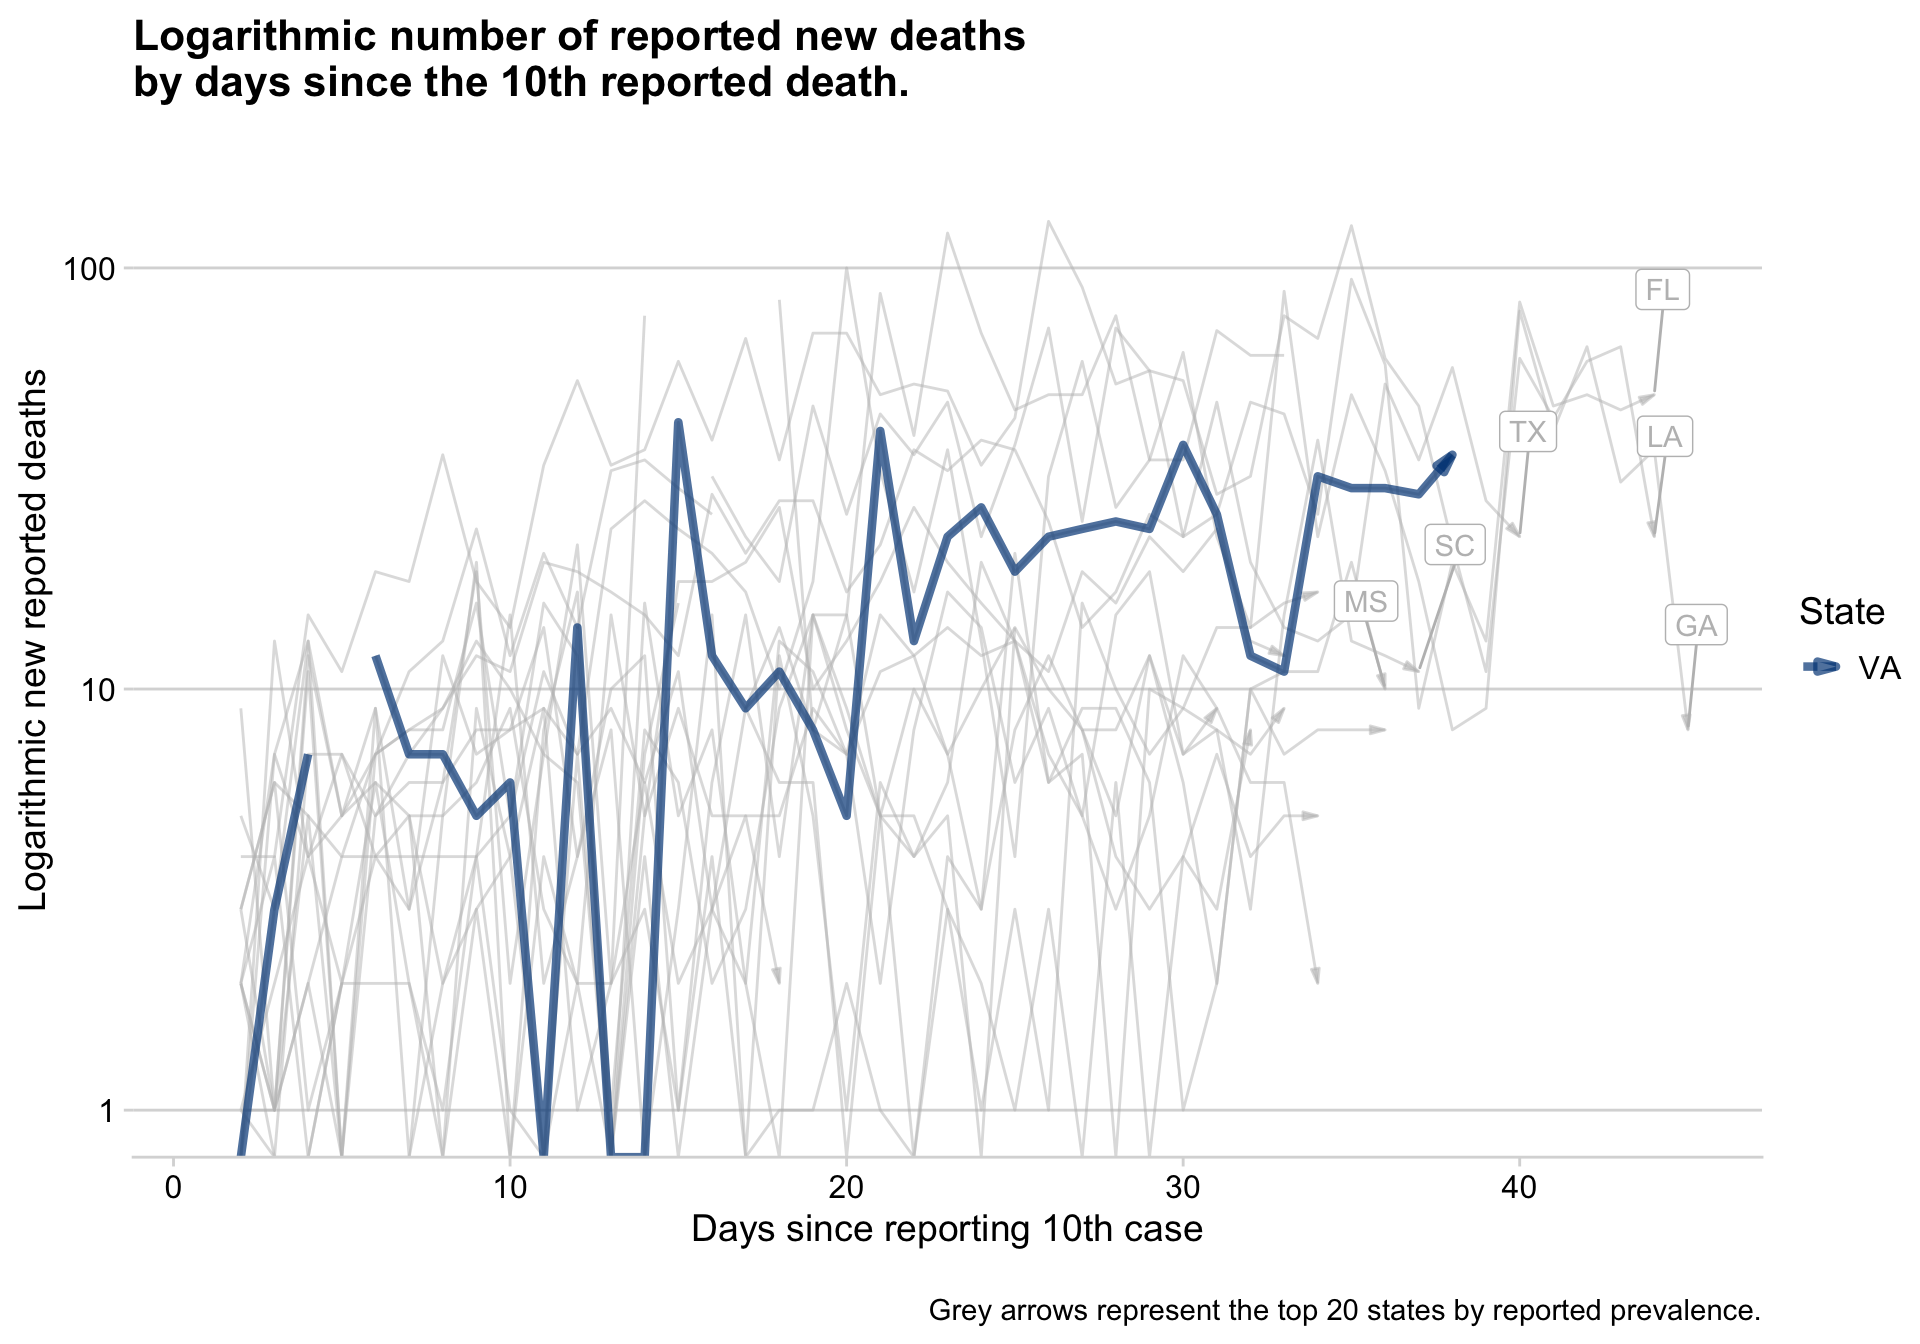 Logarithmic number of reported new deaths
by days since the 10th reported death.
Logarithmic new reported deaths
100
10
1
FL
TX
LA
SC
MS
GA
State
VA
0
10
20
30
40
Days since reporting 10th case
Grey arrows represent the top 20 states by reported prevalence.